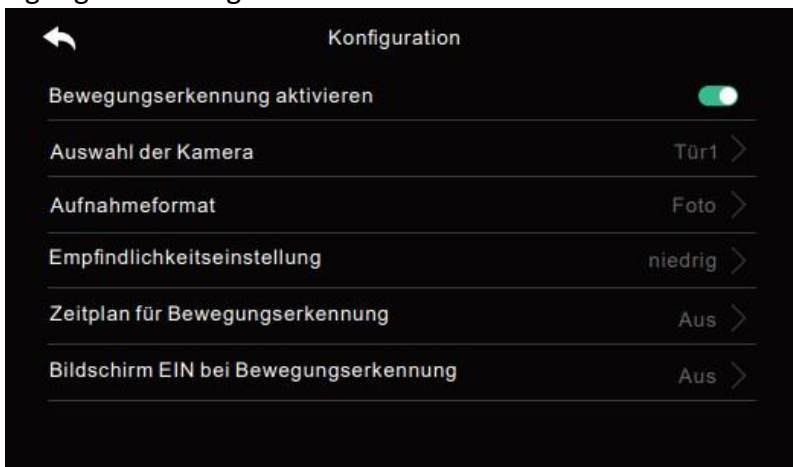 Konfiguration
Bewegungserkennung aktivieren
Auswahl der Kamera Tür1
Aufnahmeformat Foto
Empfindlichkeitseinstellung niedrig
Zeitplan für Bewegungserkennung Aus
Bildschirm EIN bei Bewegungserkennung Aus